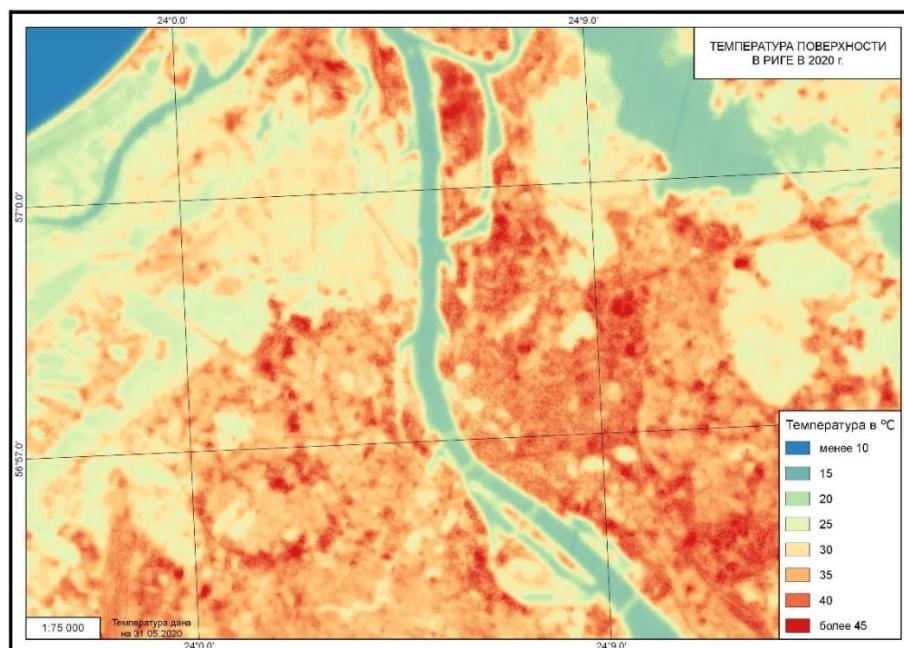 24°0.0'
24°9.0'
ТЕМПЕРАТУРА ПОВЕРХНОСТИ
В РИГЕ В 2020 г.
57°0.0'
56°57.0'
Температура в °С
менее 10
15
20
25
30
35
40
более 45
1:75 000
Температура дана
на 31.05.2020
24°0.0'
24°9.0'